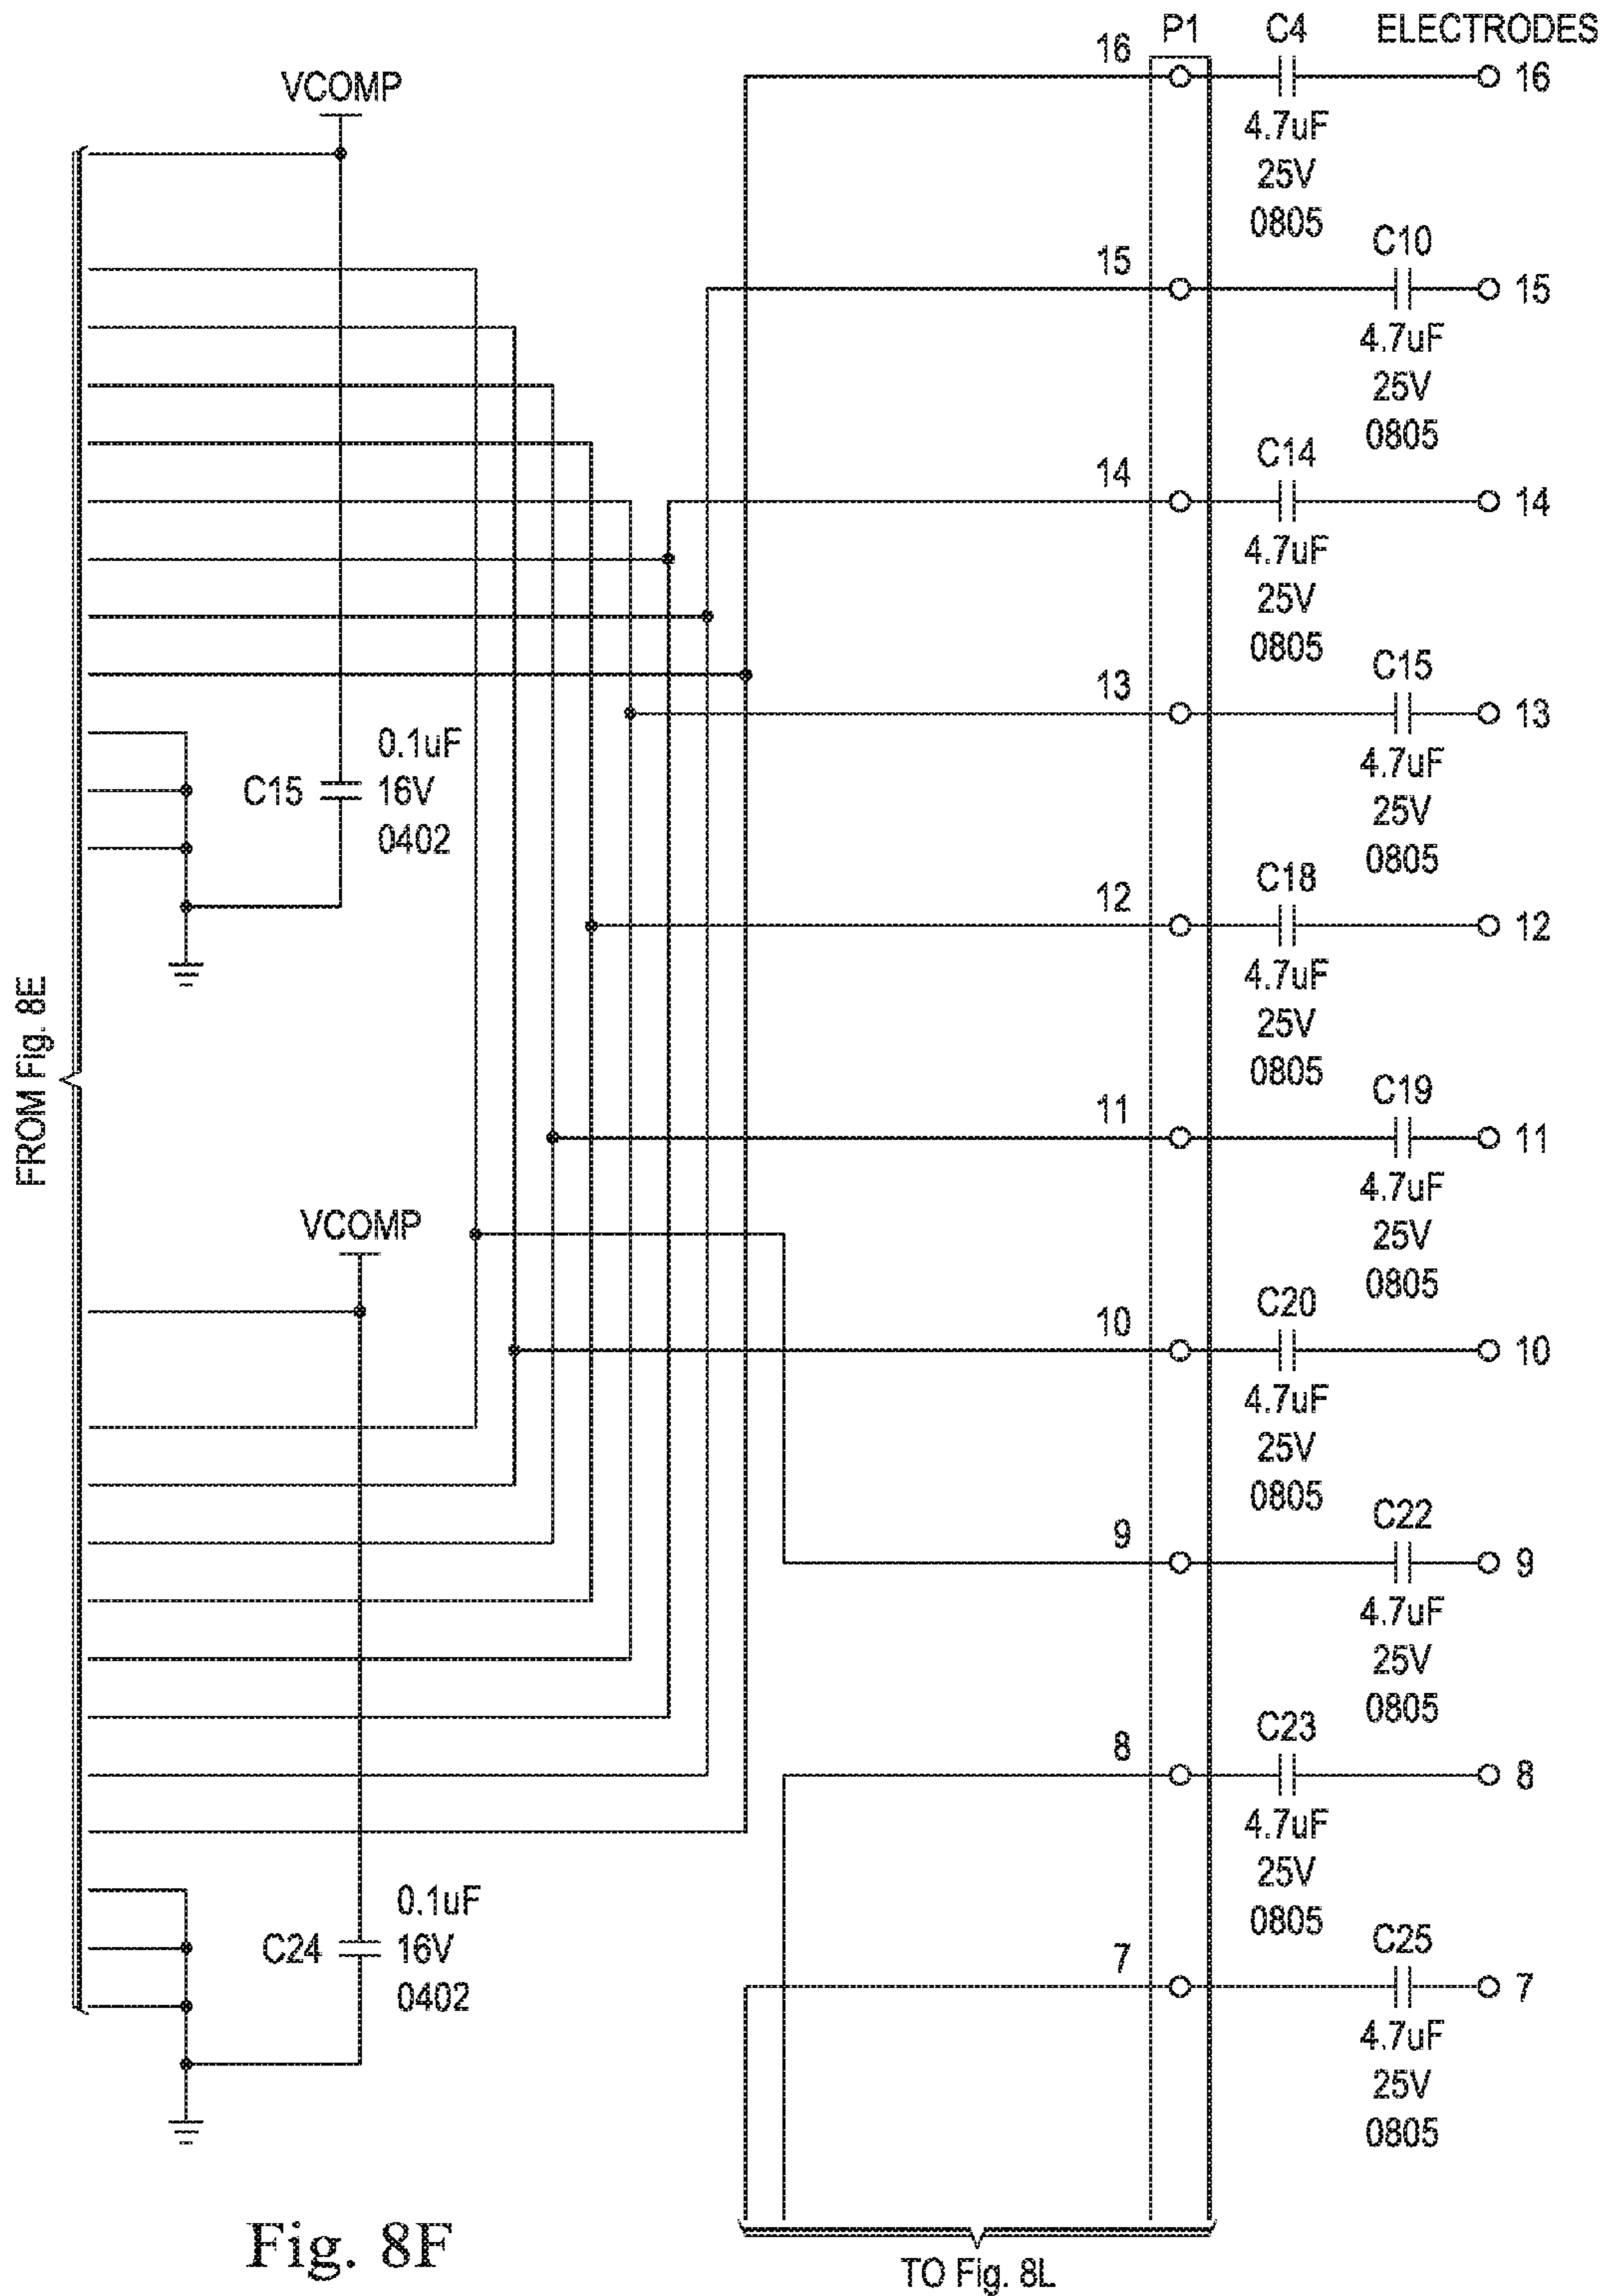 P1 C4 ELECTRODES
16 16
VCOMP
4.7uF
25V
0805
C10
15 15
4.7uF
25V
0805
C14
14 14
4.7uF
25V
0805
C15
13 13
4.7uF
25V
0805
0.1uF
C15 16V
0402
C18
12 12
4.7uF
25V
0805
FROM Fig. 8E
C19
11 11
4.7uF
25V
0805
VCOMP
C20
10 10
4.7uF
25V
0805
C22
9 9
4.7uF
25V
0805
C23
8 8
4.7uF
25V
0805
0.1uF
C24 16V
0402
C25
7 7
4.7uF
25V
0805
Fig. 8F
TO Fig. 8L